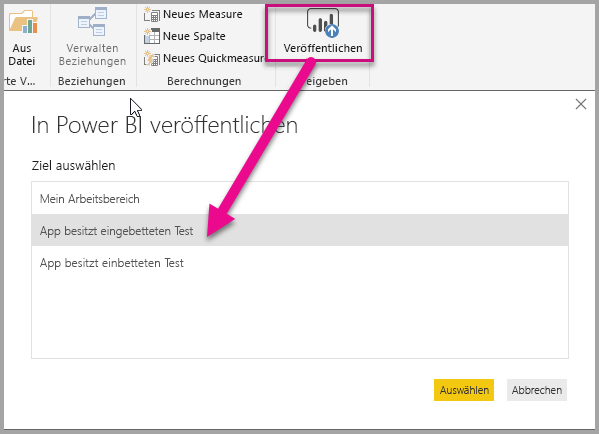 Neues Measure
Neue Spalte
Neues Quickmeasure
Aus
Datei
Verwalten
Beziehungen
Veröffentlichen
rte V...
Beziehungen
Berechnungen
eigeben
In Power BI veröffentlichen
Ziel auswählen
Mein Arbeitsbereich
App besitzt eingebetteten Test
App besitzt einbetteten Test
Auswählen
Abbrechen